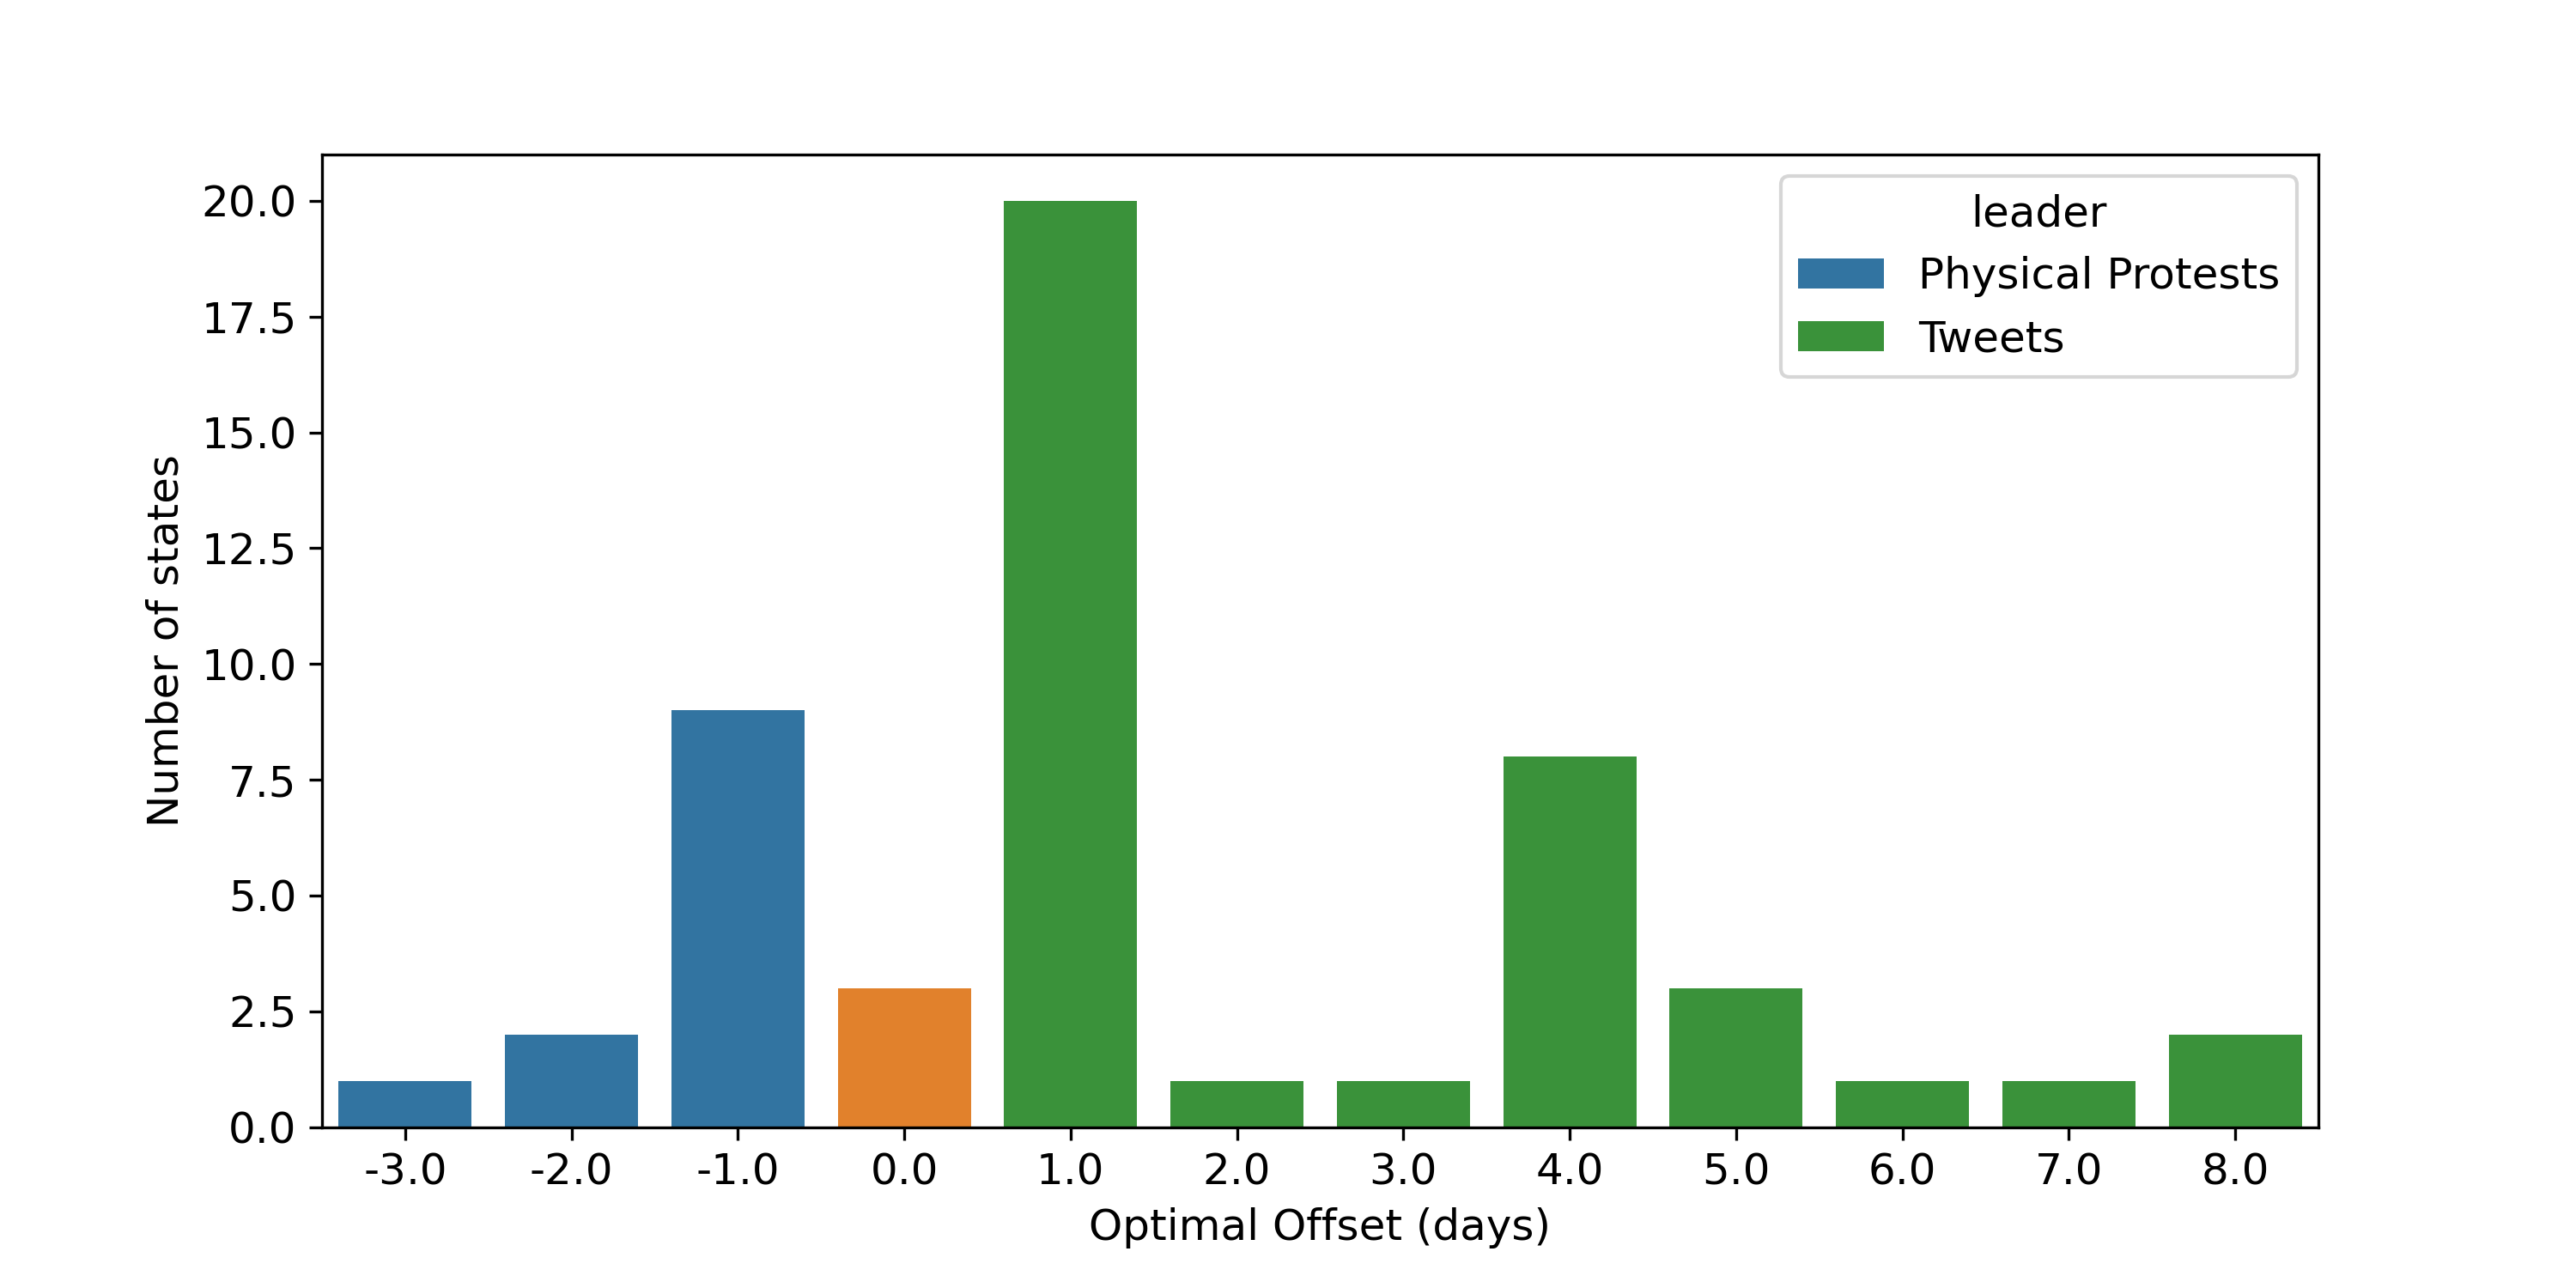 leader
Physical Protests
Tweets
Number of states
20.0
17.5
15.0
12.5
10.0
7.5
5.0
2.5
0.0
-3.0 -2.0 -1.0 0.0 1.0 2.0 3.0 4.0 5.0 6.0 7.0 8.0
Optimal Offset (days)